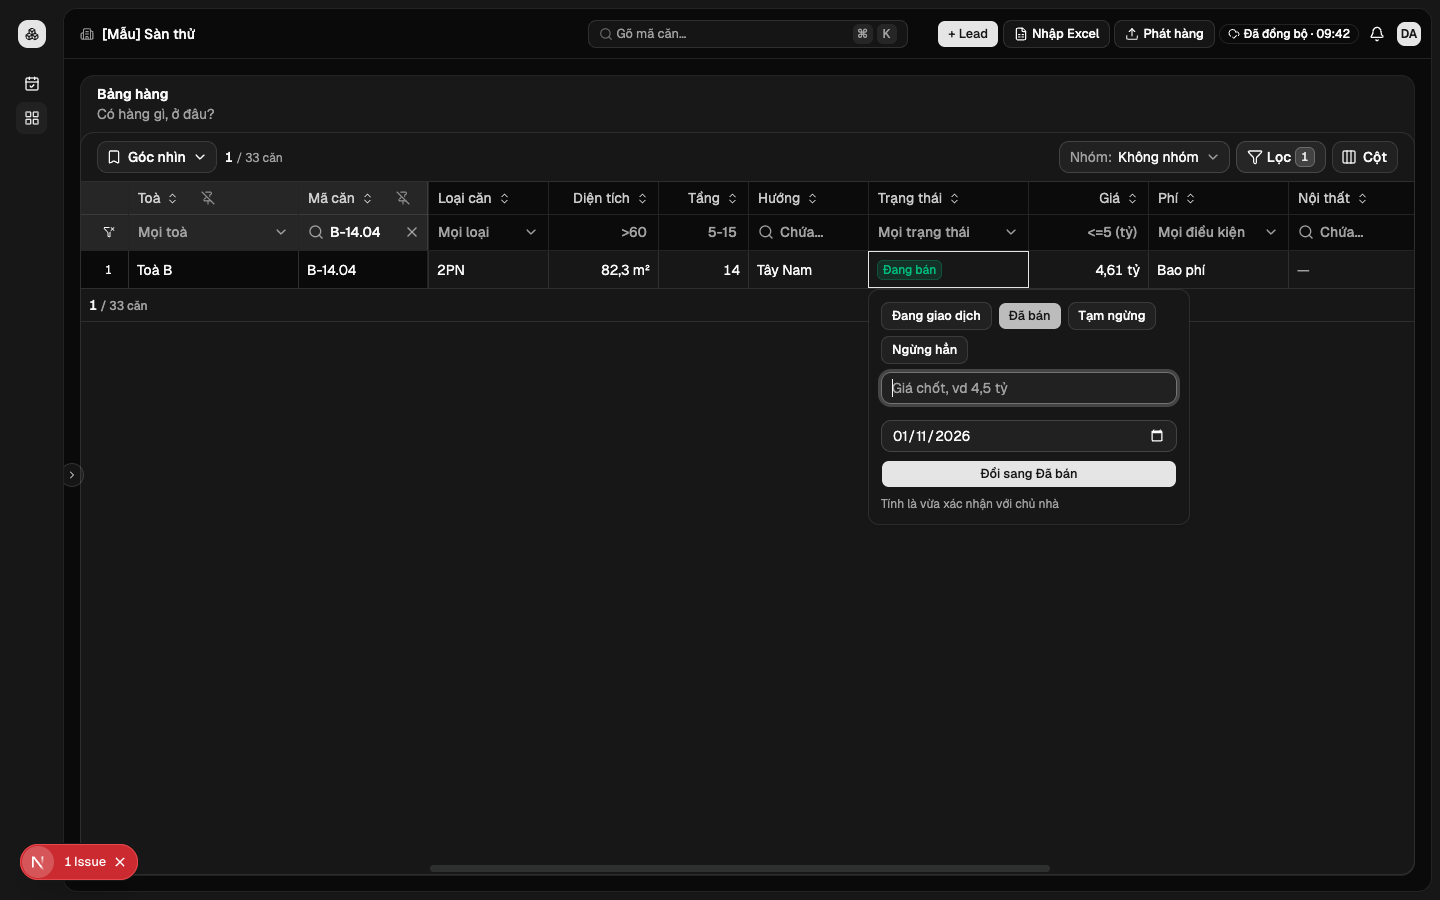 [Mẫu] Sàn thử
Gõ mã căn...
⌘ K
+ Lead
Nhập Excel
Phát hàng
Đã đồng bộ · 09:42
DA
Bảng hàng
Có hàng gì, ở đâu?
Góc nhìn
1 / 33 căn
Nhóm: Không nhóm
Lọc 1
Cột
Toà
Mã căn
Loại căn
Diện tích
Tầng
Hướng
Trạng thái
Giá
Phí
Nội thất
Mọi toà
B-14.04
Mọi loại
>60
5-15
Chứa...
Mọi trạng thái
<=5 (tỷ)
Mọi điều kiện
Chứa...
1
Toà B
B-14.04
2PN
82,3 m²
14
Tây Nam
Đang bán
4,61 tỷ
Bao phí
—
1 / 33 căn
Đang giao dịch
Đã bán
Tạm ngừng
Ngừng hẳn
Giá chốt, vd 4,5 tỷ
01/11/2026
Đổi sang Đã bán
Tính là vừa xác nhận với chủ nhà
N
1 Issue